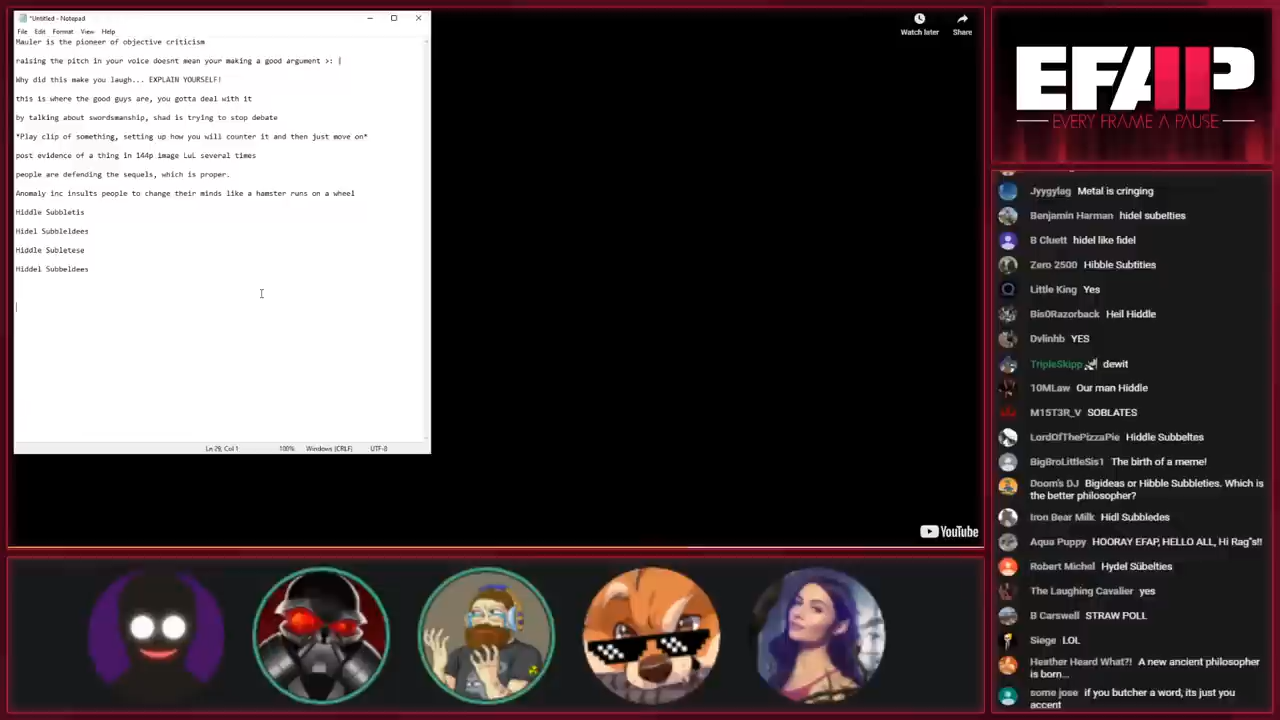 *Untitled - Notepad
File Edit Format View Help
Mauler is the pioneer of objective criticism
raising the pitch in your voice doesnt mean your making a good argument >: |
Why did this make you laugh... EXPLAIN YOURSELF!
this is where the good guys are, you gotta deal with it
by talking about swordsmanship, shad is trying to stop debate
*Play clip of something, setting up how you will counter it and then just move on*
post evidence of a thing in 144p image LuL several times
people are defending the sequels, which is proper.
Anomaly inc insults people to change their minds like a hamster runs on a wheel
Hiddle Subbletis
Hidel Subbleldees
Hiddle Subletese
Hiddel Subbeldees
Ln 29, Col 1 100% Windows (CRLF) UTF-8
Watch later Share
YouTube
EFAP
EVERY FRAME A PAUSE
Jyygylag Metal is cringing
Benjamin Harman hidel subelties
B Cluett hidel like fidel
Zero 2500 Hibble Subtities
Little King Yes
Bis0Razorback Heil Hiddle
Dvlinhb YES
TripleSkipp dewit
10MLaw Our man Hiddle
M15T3R_V SOBLATES
LordOfThePizzaPie Hiddle Subbeltes
BigBroLittleSis1 The birth of a meme!
Doom's DJ Bigideas or Hibble Subbleties. Which is
the better philosopher?
Iron Bear Milk Hidl Subbledes
Aqua Puppy HOORAY EFAP, HELLO ALL, Hi Rag"s!!
Robert Michel Hydel Sübelties
The Laughing Cavalier yes
B Carswell STRAW POLL
Siege LOL
Heather Heard What?! A new ancient philosopher
is born...
some jose if you butcher a word, its just you
accent